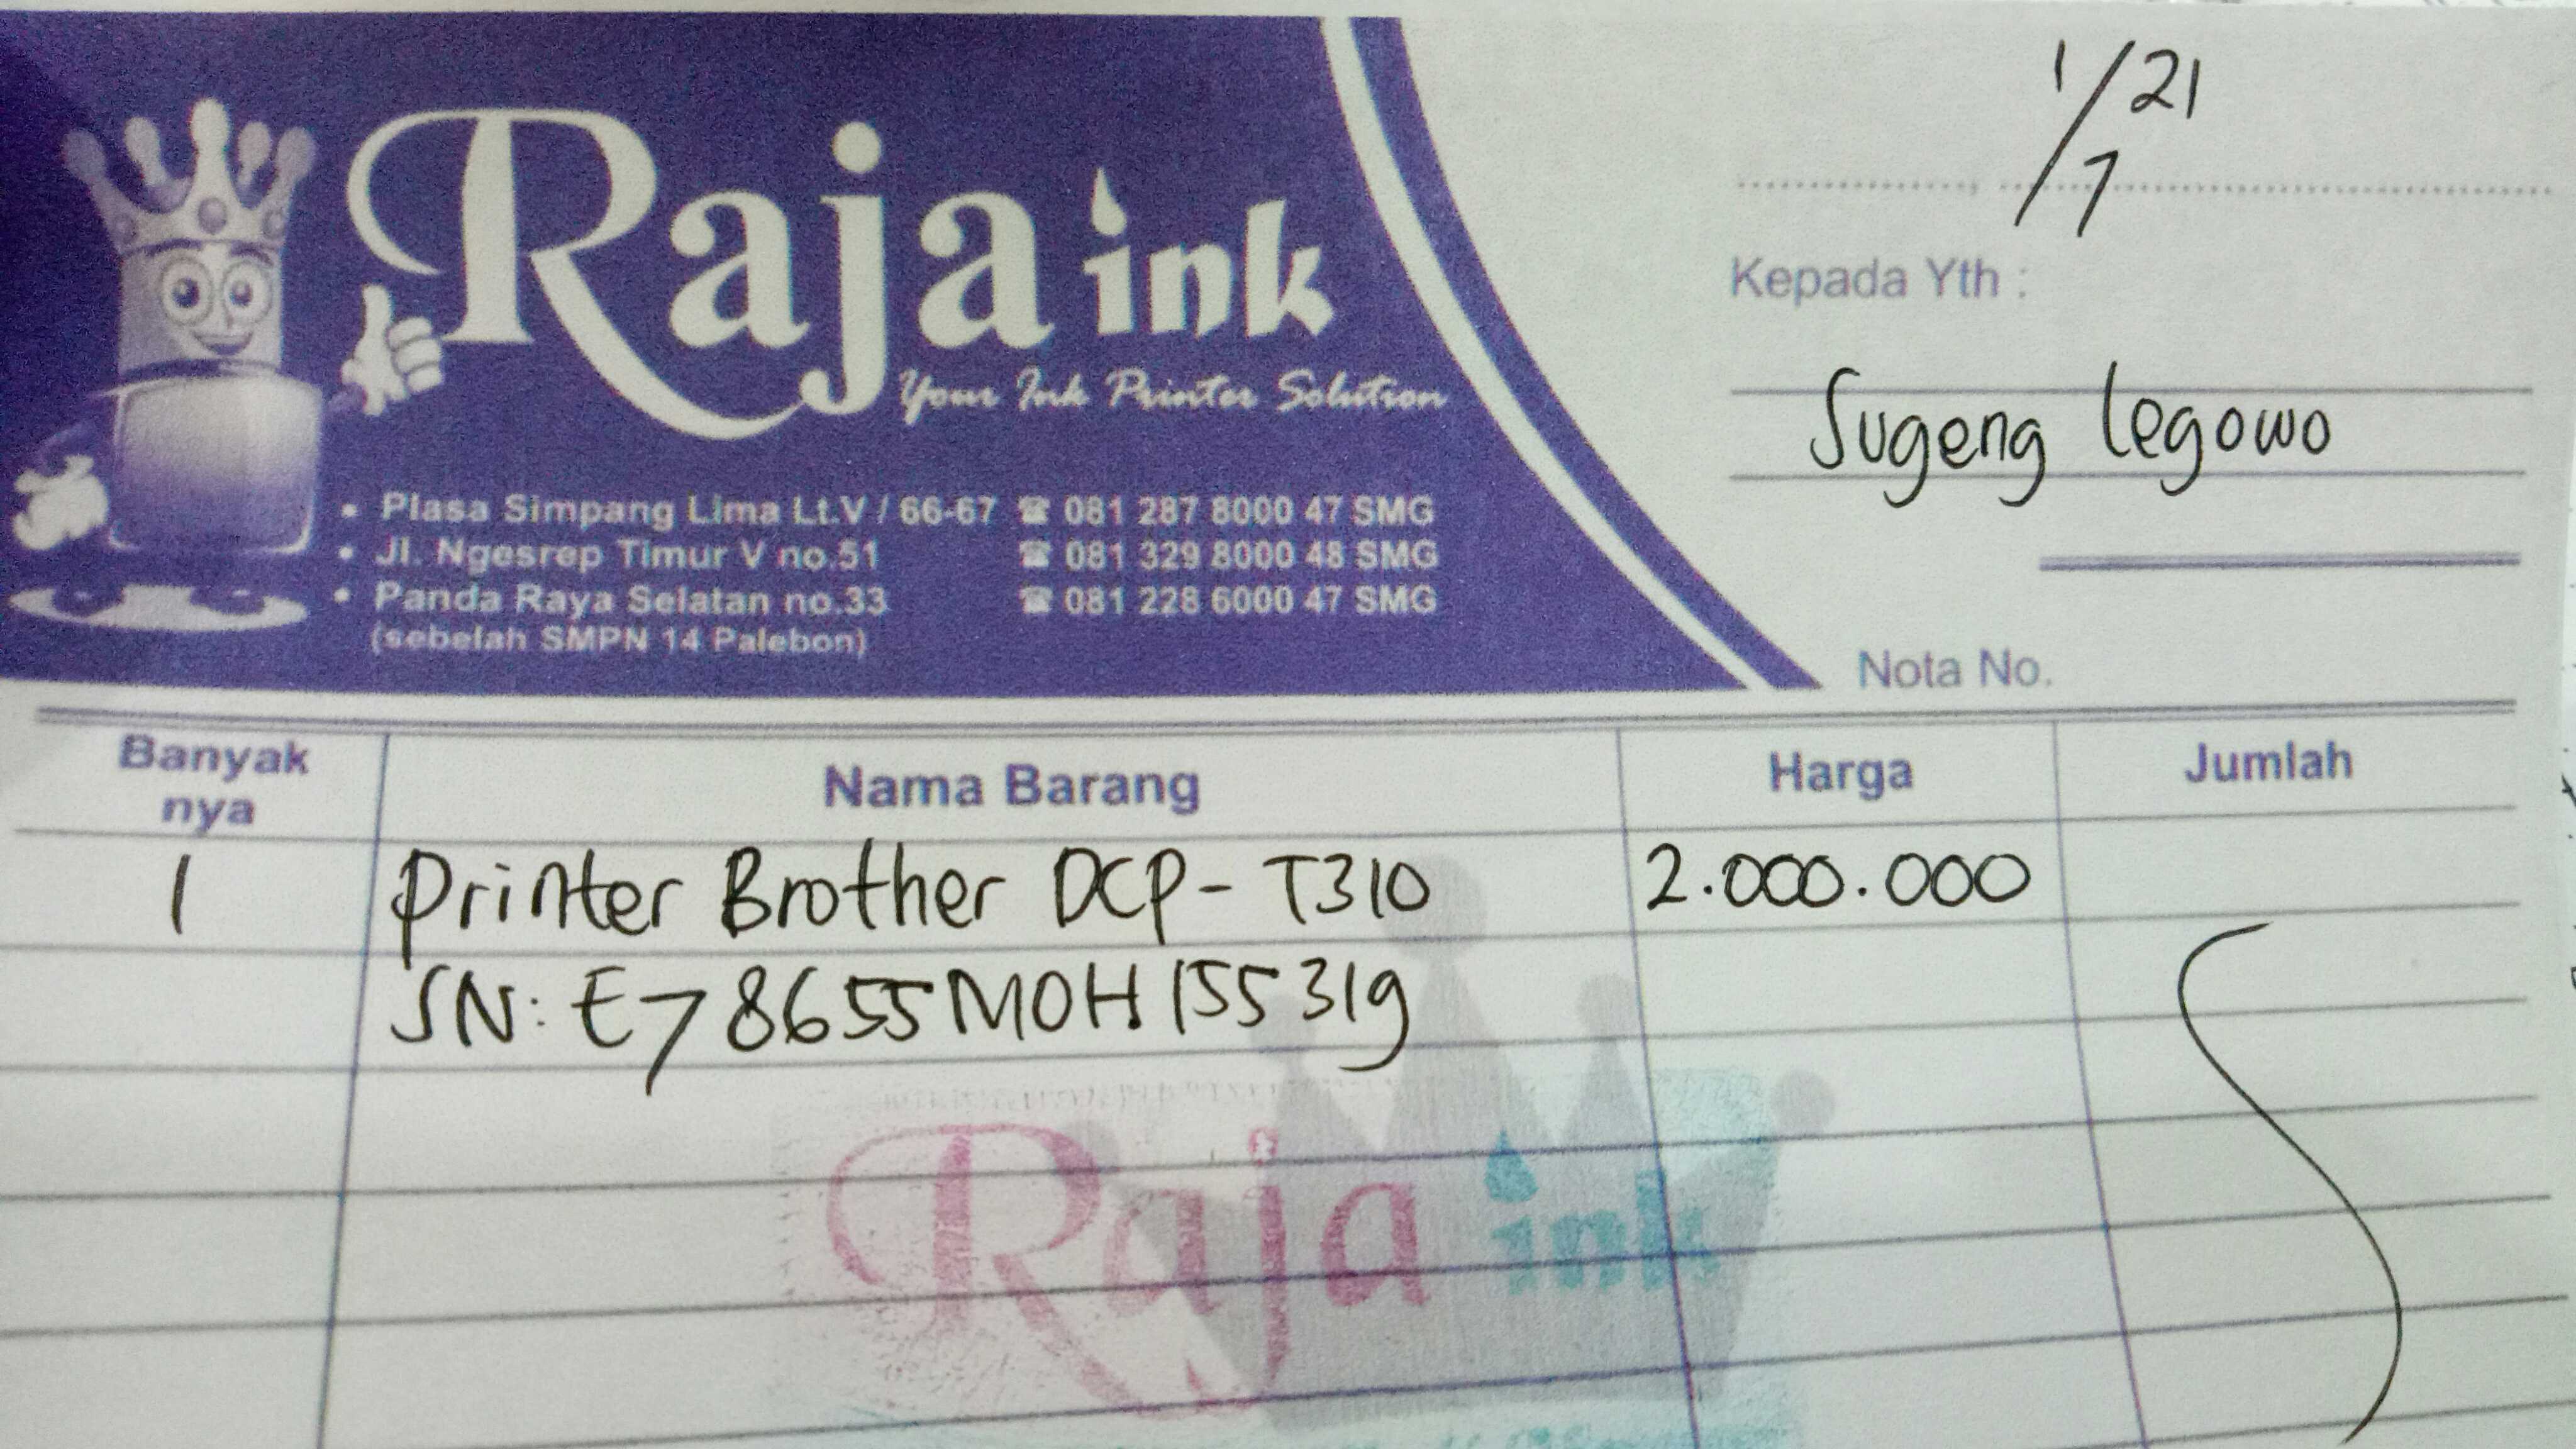 Raja ink
Your Ink Printer Solution
• Plasa Simpang Lima Lt.V / 66-67 ☎ 081 287 8000 47 SMG
• Jl. Ngesrep Timur V no.51 ☎ 081 329 8000 48 SMG
• Panda Raya Selatan no.33 ☎ 081 228 6000 47 SMG
(sebelah SMPN 14 Palebon)
1/7 21
Kepada Yth :
Sugeng Legowo
Nota No.
Banyak nya Nama Barang Harga Jumlah
1 Printer Brother DCP-T310 2.000.000
SN: E78655M0H155319
Raja ink